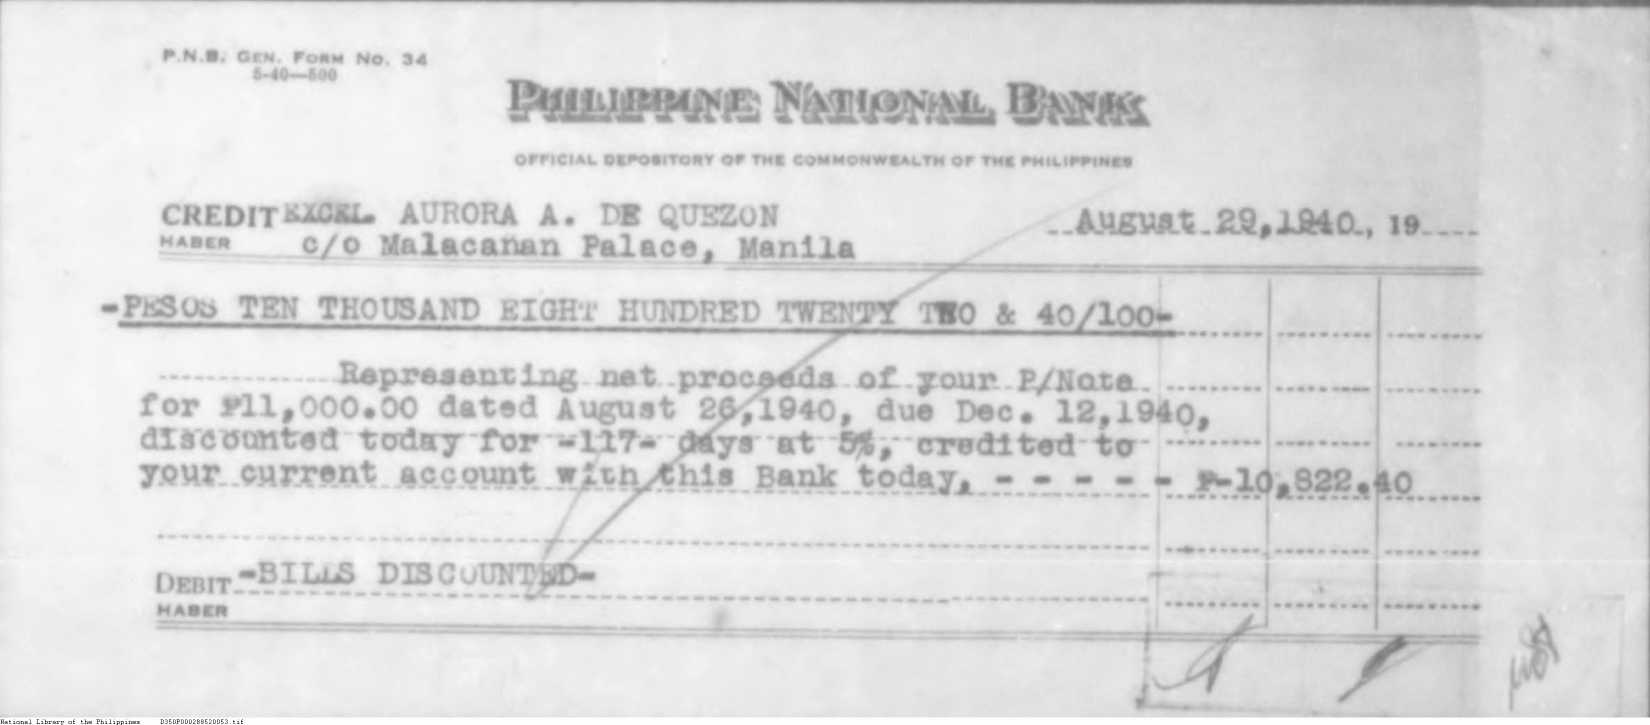 P.N.B. GEN. FORM NO. 34
5-40—500
PHILIPPINE NATIONAL BANK
OFFICIAL DEPOSITORY OF THE COMMONWEALTH OF THE PHILIPPINES
CREDIT EXCEL. AURORA A. DE QUEZON August 29,1940., 19
HABER c/o Malacanan Palace, Manila
-PESOS TEN THOUSAND EIGHT HUNDRED TWENTY TWO & 40/100-
Representing net proceeds of your P/Note
for ₱11,000.00 dated August 26,1940, due Dec. 12,1940,
discounted today for -117- days at 5%, credited to
your current account with this Bank today, - - - - - ₱-10,822.40
DEBIT -BILLS DISCOUNTED-
HABER
National Library of the Philippines D350P000288520053.tif